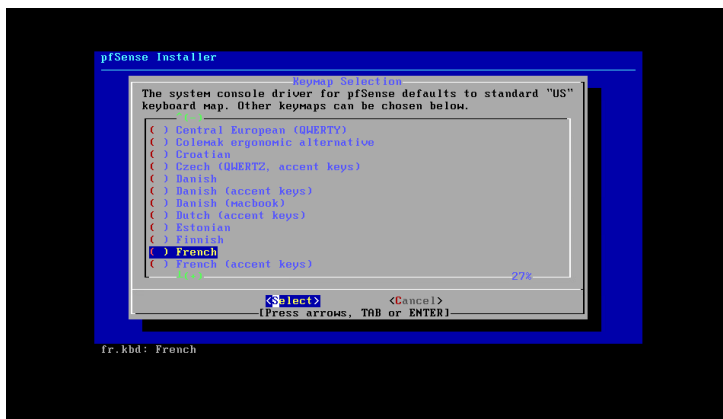 pfSense Installer
Keymap Selection
The system console driver for pfSense defaults to standard "US"
keyboard map. Other keymaps can be chosen below.
^(-)
( ) Central European (QWERTY)
( ) Colemak ergonomic alternative
( ) Croatian
( ) Czech (QWERTZ, accent keys)
( ) Danish
( ) Danish (accent keys)
( ) Danish (macbook)
( ) Dutch (accent keys)
( ) Estonian
( ) Finnish
( ) French
( ) French (accent keys)
v(+) 27%
<Select> <Cancel>
[Press arrows, TAB or ENTER]
fr.kbd: French